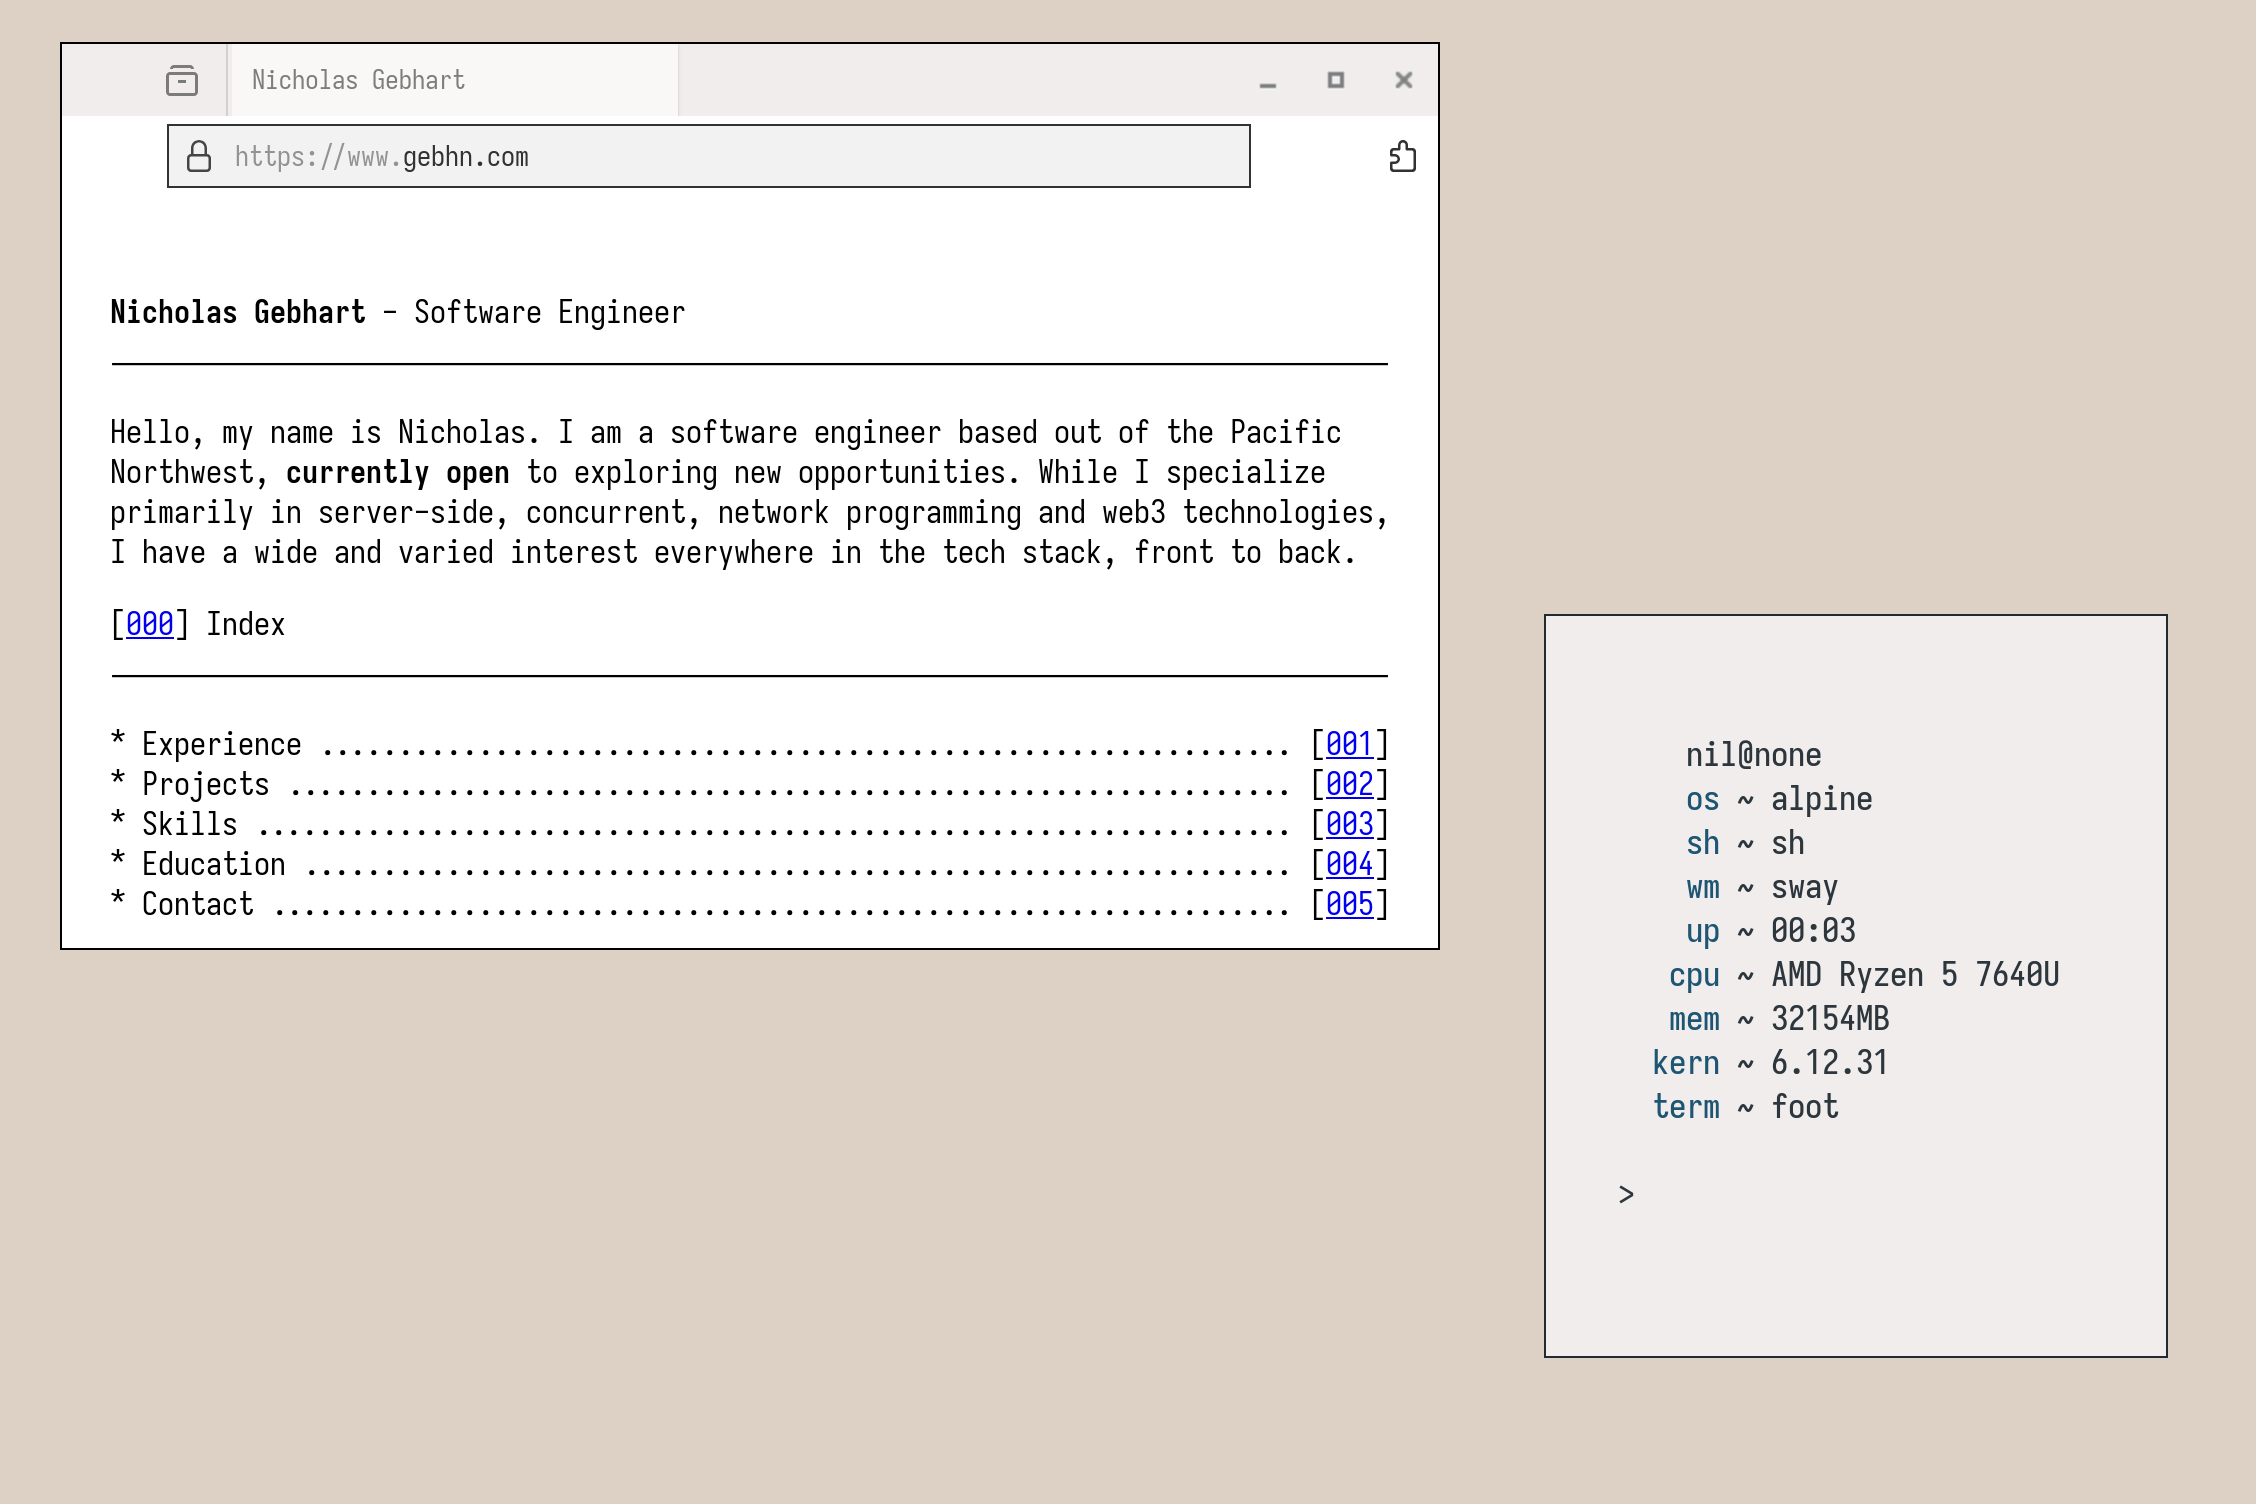 Nicholas Gebhart
https://www.gebhn.com
Nicholas Gebhart - Software Engineer
Hello, my name is Nicholas. I am a software engineer based out of the Pacific
Northwest, currently open to exploring new opportunities. While I specialize
primarily in server-side, concurrent, network programming and web3 technologies,
I have a wide and varied interest everywhere in the tech stack, front to back.
[000] Index
* Experience ............................................................. [001]
* Projects ............................................................... [002]
* Skills ................................................................. [003]
* Education .............................................................. [004]
* Contact ................................................................ [005]
nil@none
os ~ alpine
sh ~ sh
wm ~ sway
up ~ 00:03
cpu ~ AMD Ryzen 5 7640U
mem ~ 32154MB
kern ~ 6.12.31
term ~ foot
>